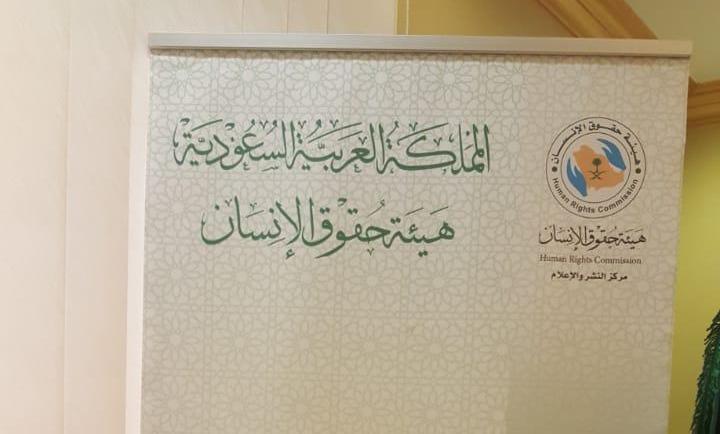 المملكة العربية السعودية
هيئة حقوق الإنسان
هيئة حقوق الإنسان
Human Rights Commission
هيئة حقوق الإنسان
Human Rights Commission
مركز النشر والإعلام